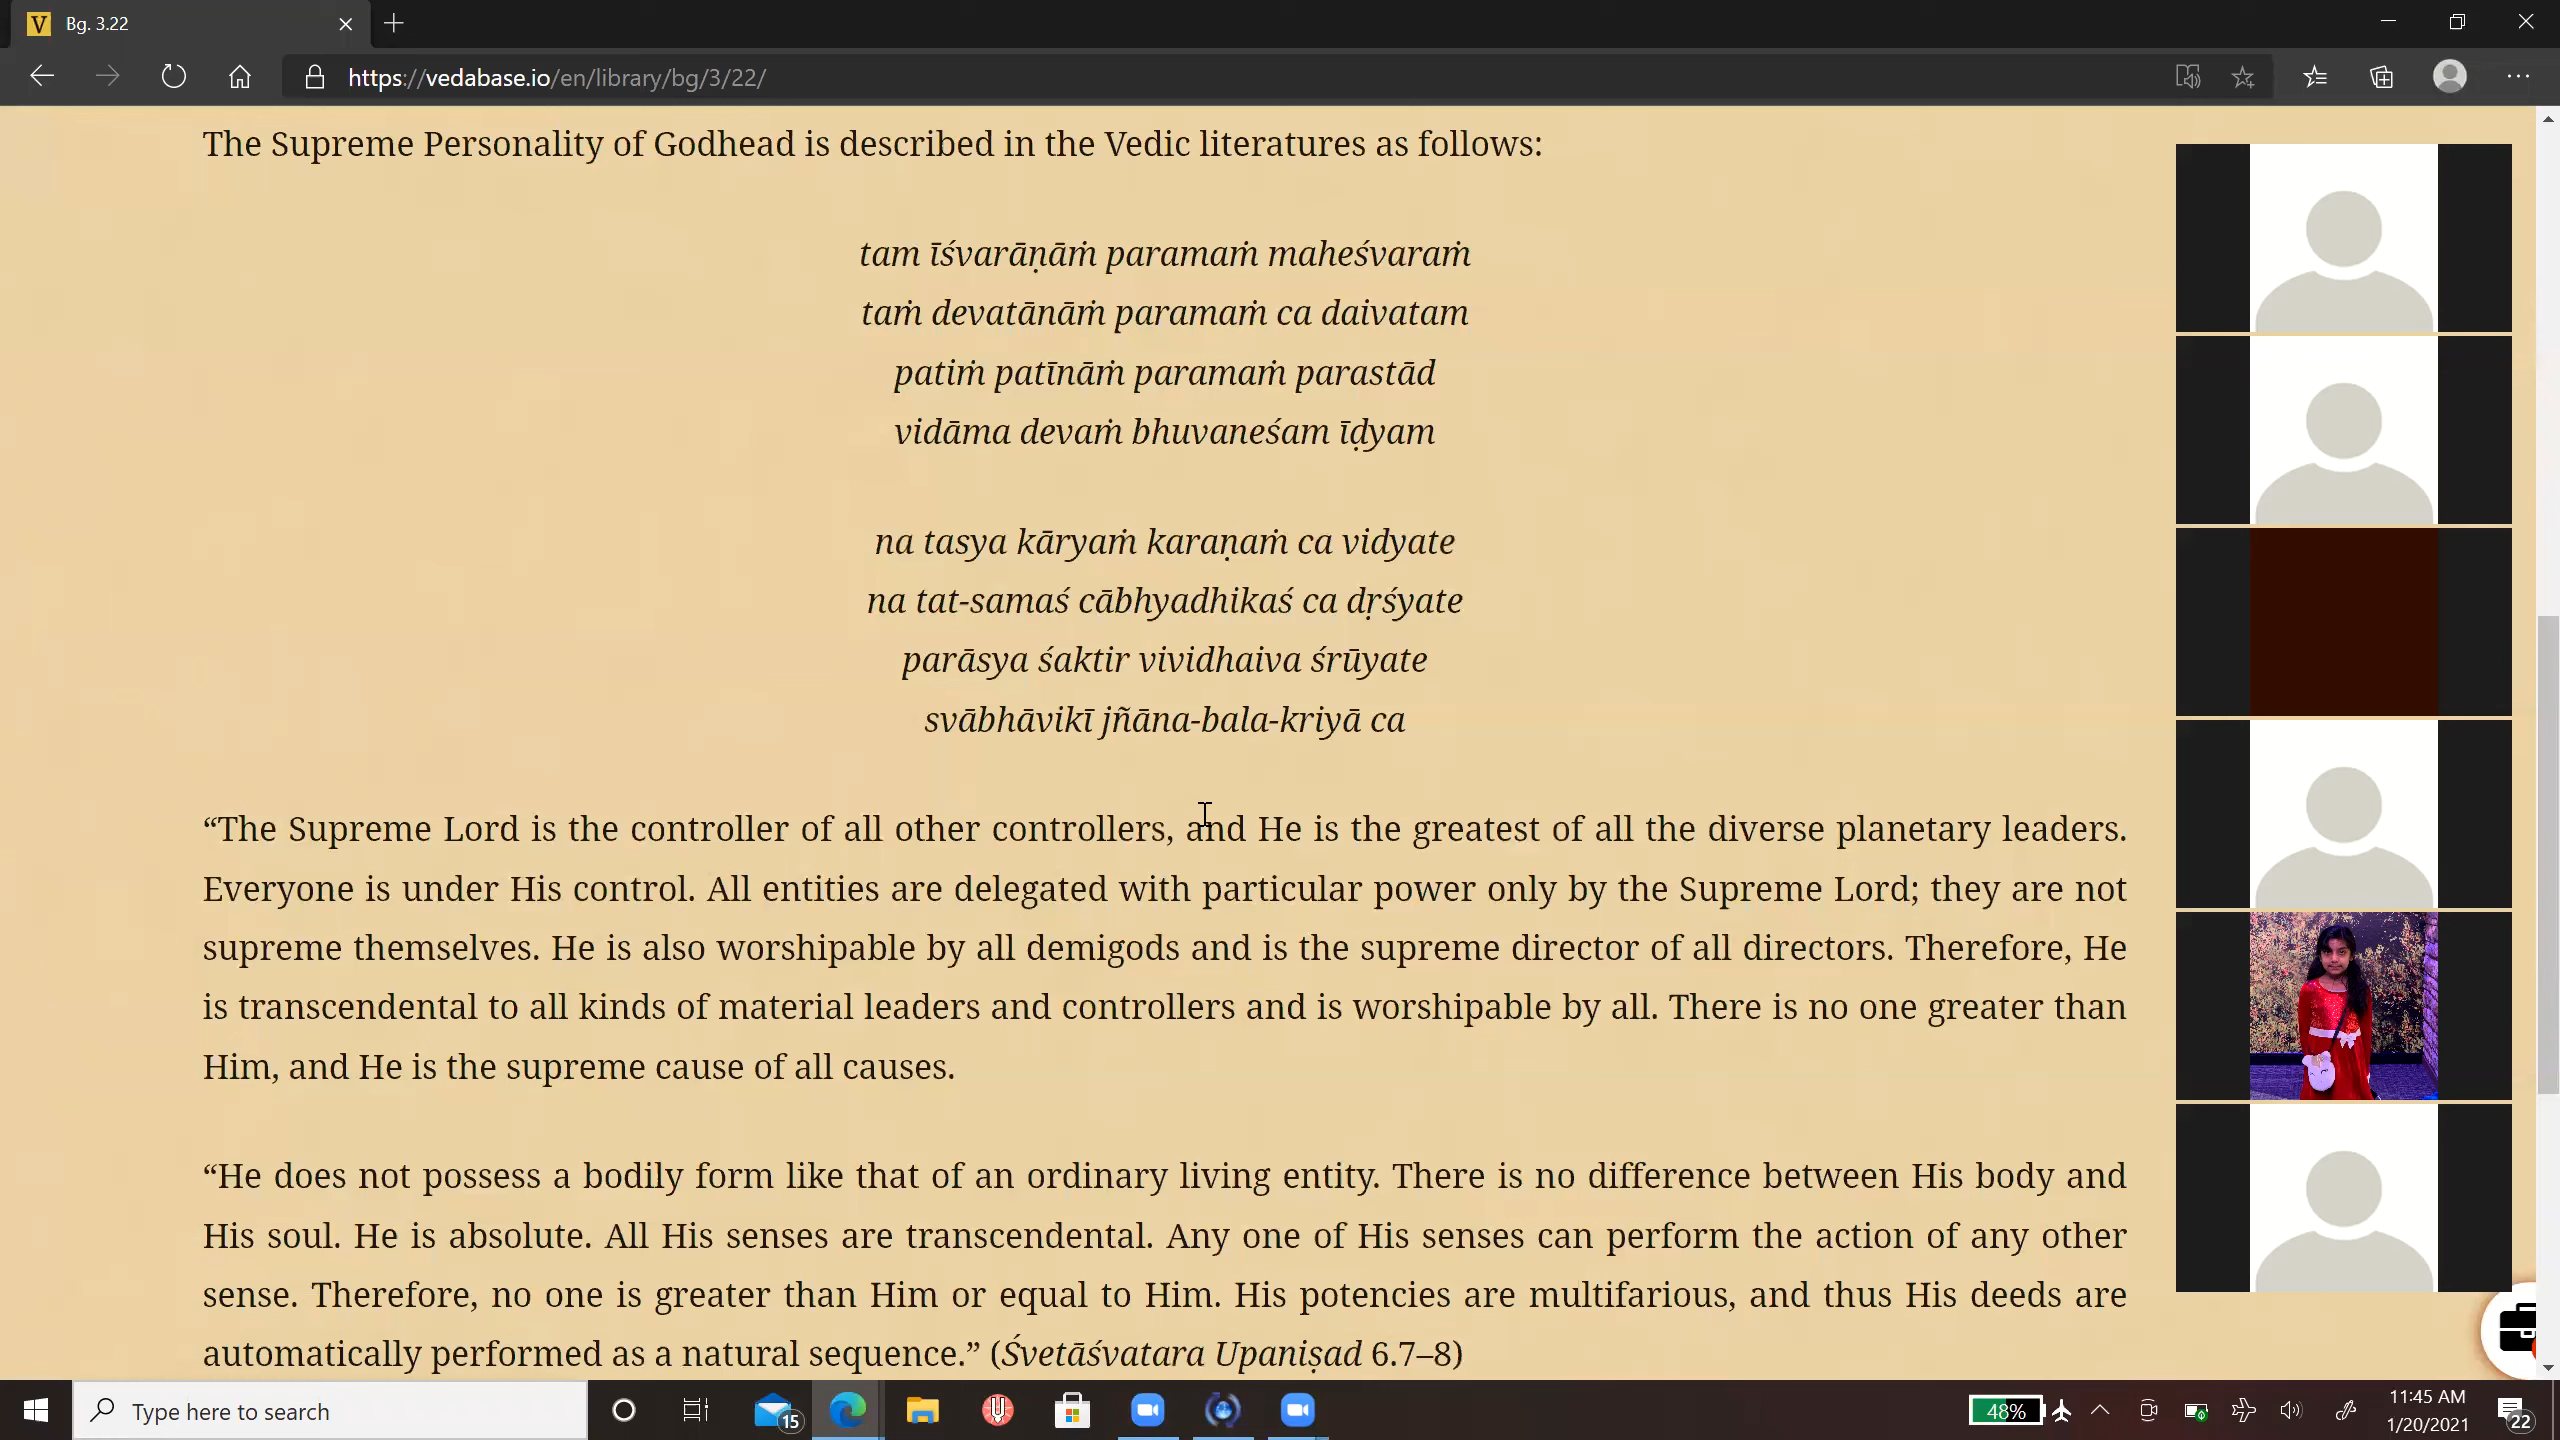 Bg. 3.22
https://vedabase.io/en/library/bg/3/22/
The Supreme Personality of Godhead is described in the Vedic literatures as follows:
tam īśvarāṇāṁ paramaṁ maheśvaraṁ
taṁ devatānāṁ paramaṁ ca daivatam
patiṁ patīnāṁ paramaṁ parastād
vidāma devaṁ bhuvaneśam īḍyam
na tasya kāryaṁ karaṇaṁ ca vidyate
na tat-samaś cābhyadhikaś ca dṛśyate
parāsya śaktir vividhaiva śrūyate
svābhāvikī jñāna-bala-kriyā ca
“The Supreme Lord is the controller of all other controllers, and He is the greatest of all the diverse planetary leaders.
Everyone is under His control. All entities are delegated with particular power only by the Supreme Lord; they are not
supreme themselves. He is also worshipable by all demigods and is the supreme director of all directors. Therefore, He
is transcendental to all kinds of material leaders and controllers and is worshipable by all. There is no one greater than
Him, and He is the supreme cause of all causes.
“He does not possess a bodily form like that of an ordinary living entity. There is no difference between His body and
His soul. He is absolute. All His senses are transcendental. Any one of His senses can perform the action of any other
sense. Therefore, no one is greater than Him or equal to Him. His potencies are multifarious, and thus His deeds are
automatically performed as a natural sequence.” (Śvetāśvatara Upaniṣad 6.7–8)
Type here to search
15
48%
11:45 AM
1/20/2021
22